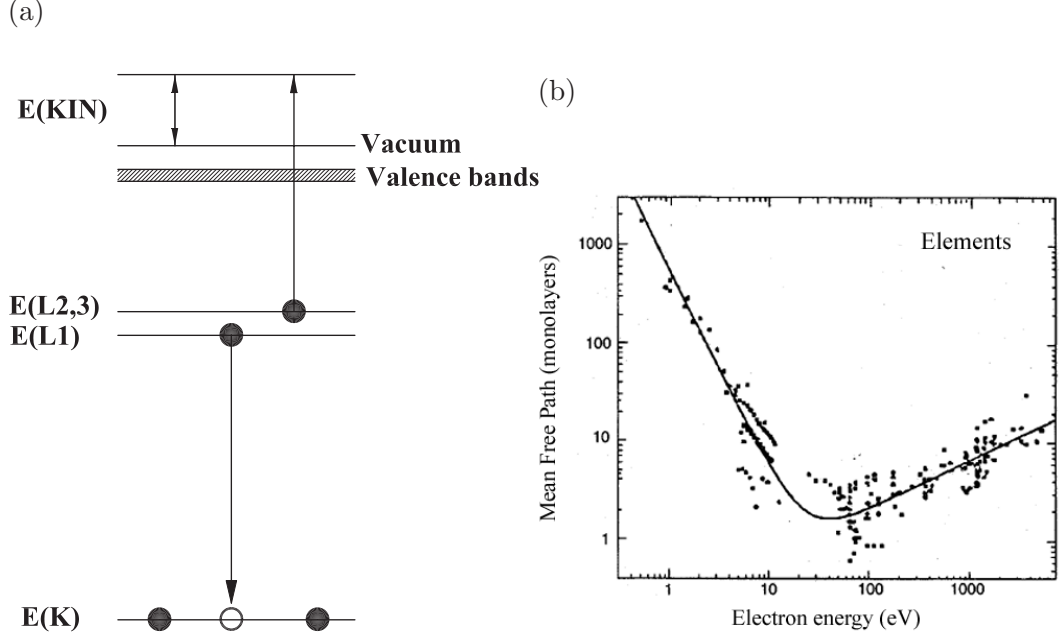 (a)
E(KIN)
Vacuum
Valence bands
E(L2,3)
E(L1)
E(K)
(b)
Elements
Mean Free Path (monolayers)
1000
100
10
1
1 10 100 1000
Electron energy (eV)